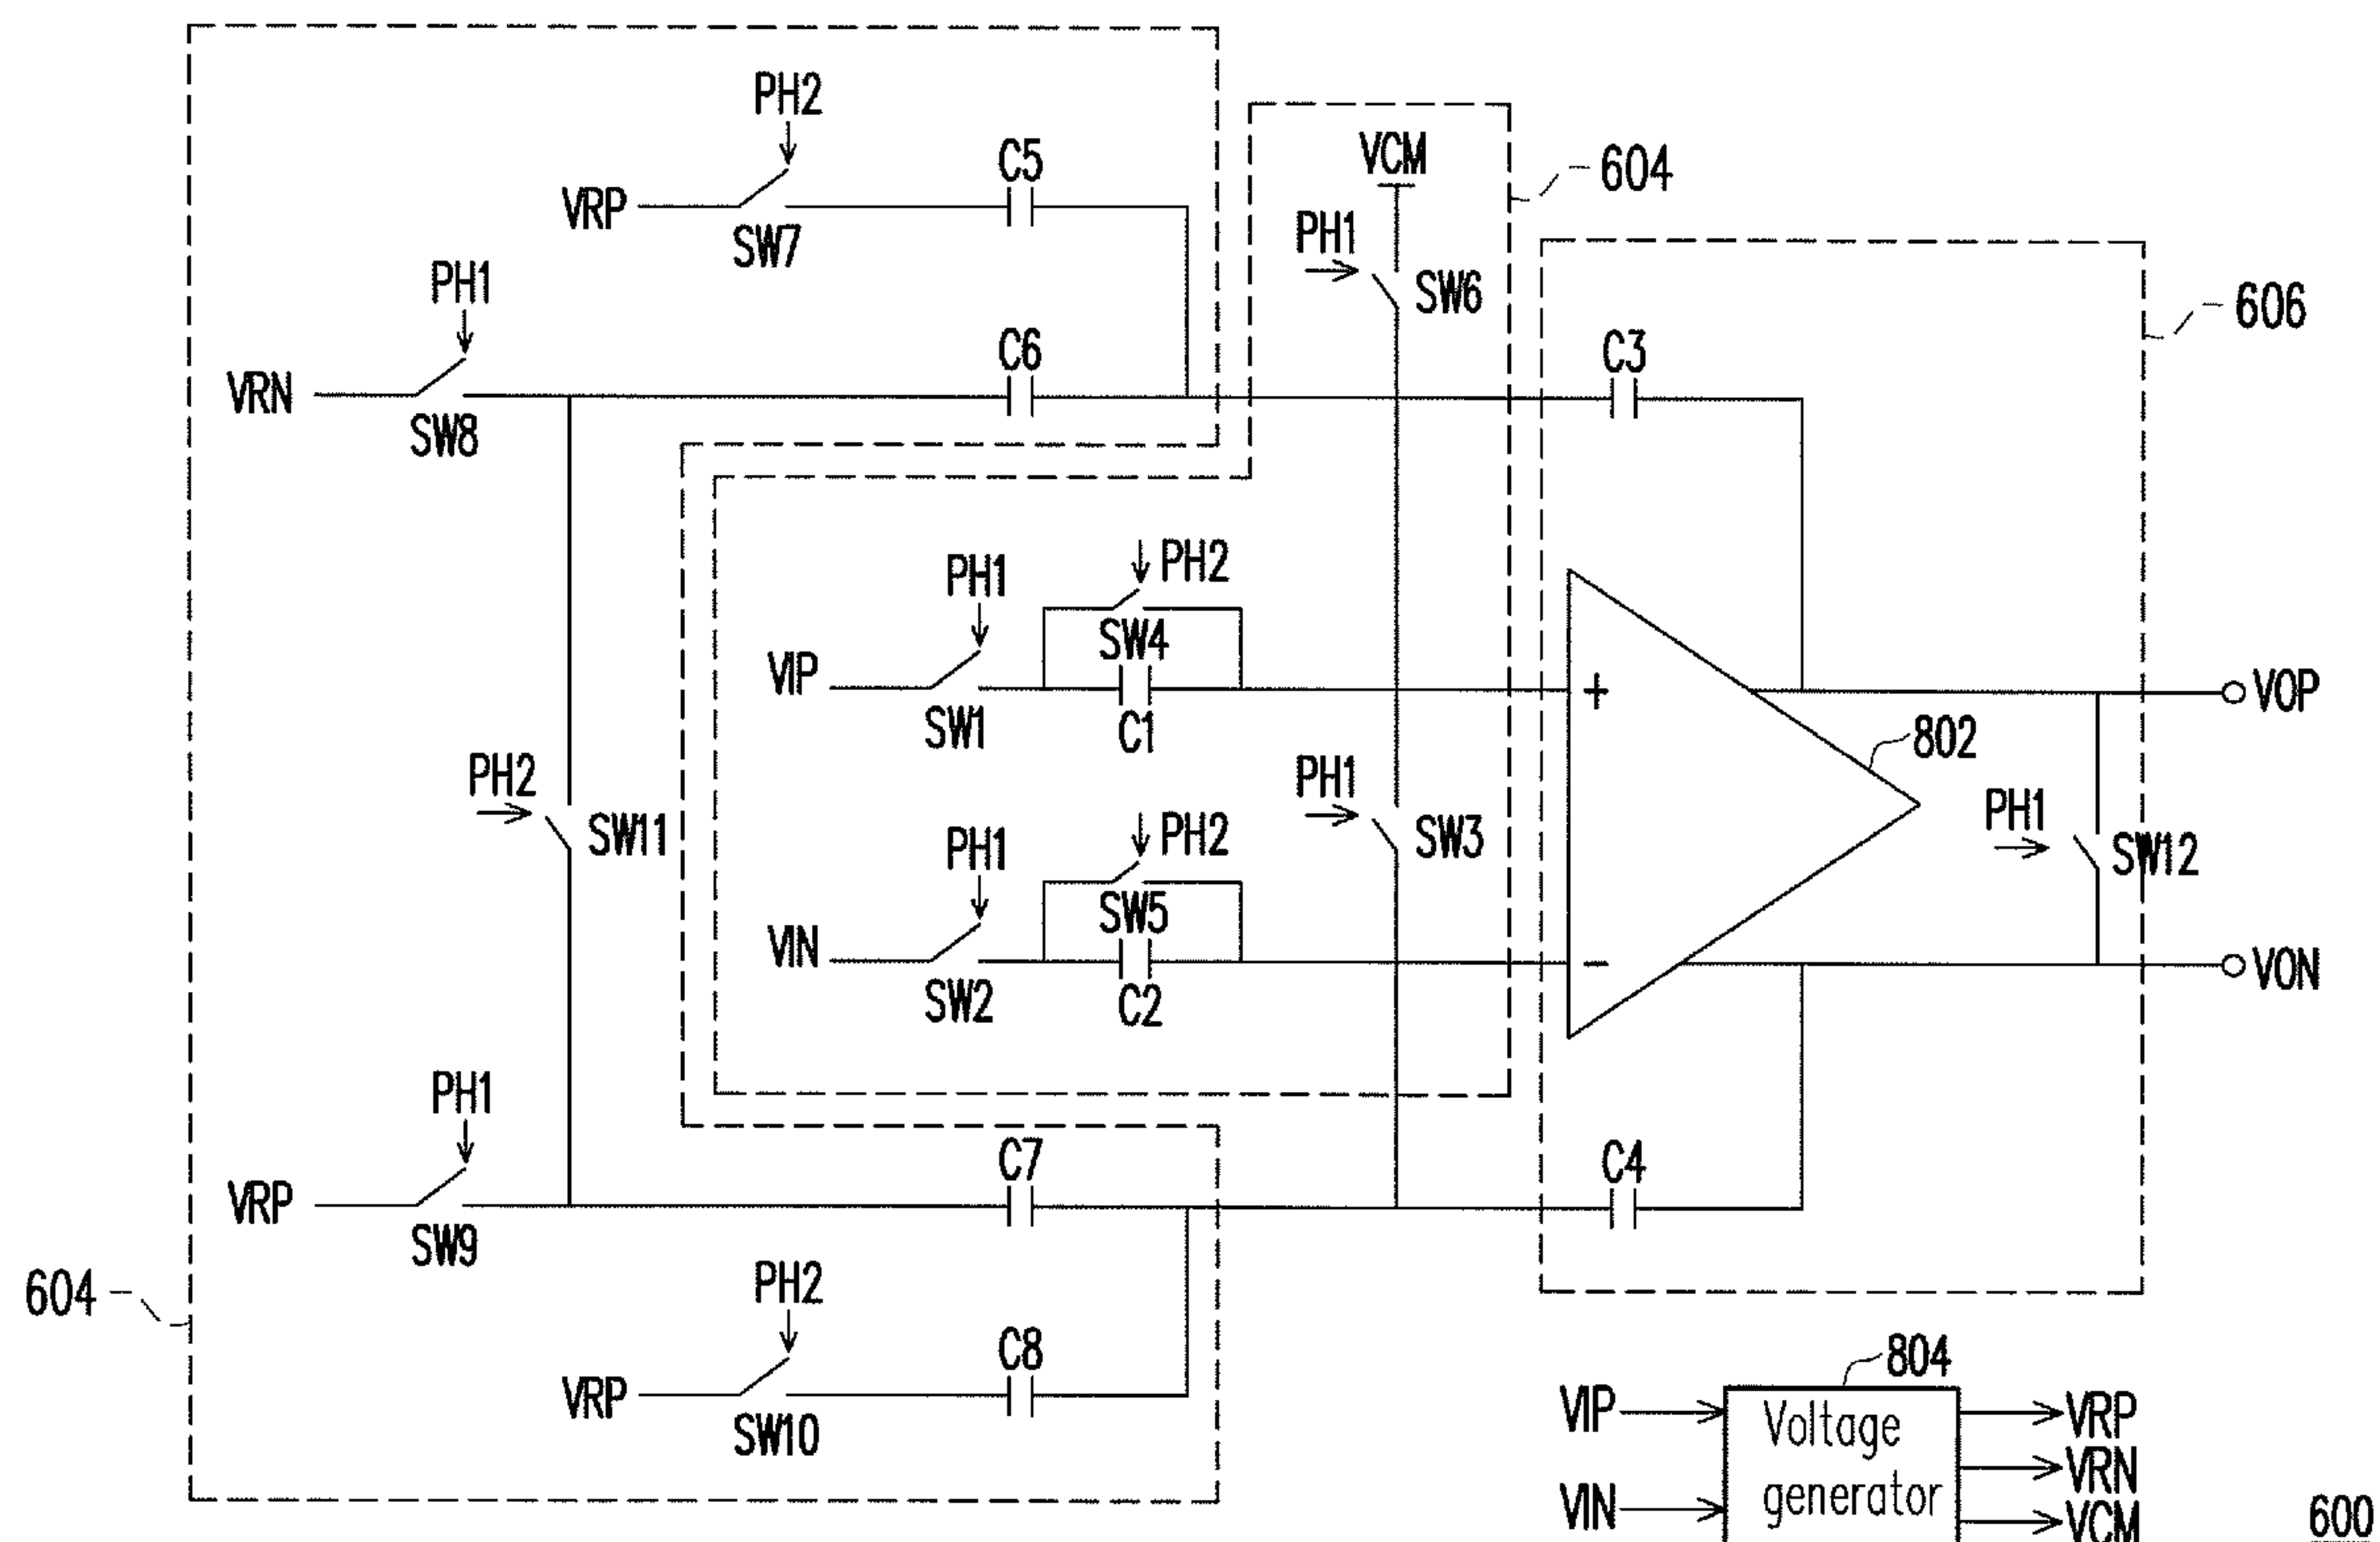 PH2
C5
VRP
SW7
VCM
604
PH1
SW6
PH1
VRN
SW8
C6
C3
606
PH2
PH1
SW4
VIP
SW1
C1
+
VOP
802
PH2
SW11
PH1
SW3
PH1
SW12
PH2
PH1
SW5
VIN
SW2
C2
-
VON
PH1
VRP
SW9
C7
C4
604
PH2
C8
VRP
SW10
804
VIP
VIN
Voltage
generator
VRP
VRN
VCM
600